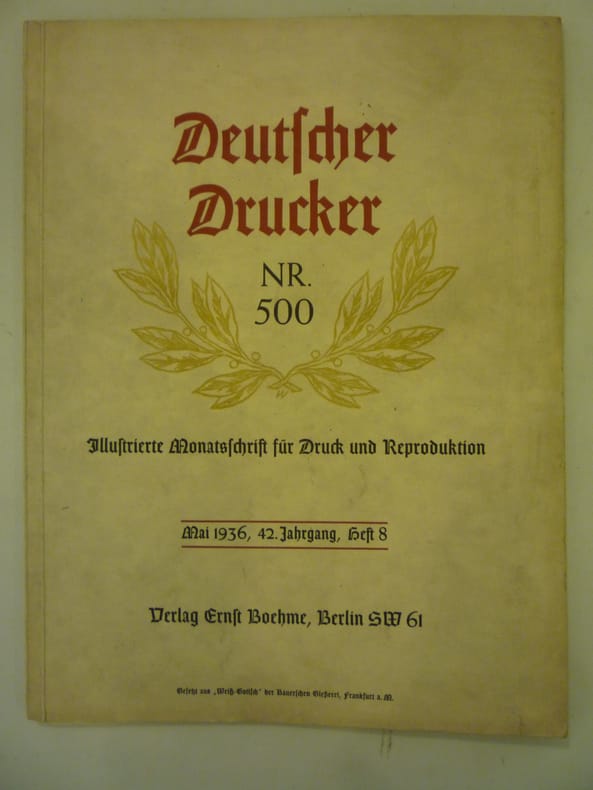 Deutſcher
Drucker
NR.
500
W
Illuſtrierte Monatsſchrift für Druck und Reproduktion
Mai 1936, 42. Jahrgang, Heft 8
Verlag Ernſt Boehme, Berlin SW 61
Geſetzt aus „Weiß-Gotiſch“ der Bauerſchen Gießerei, Frankfurt a. M.